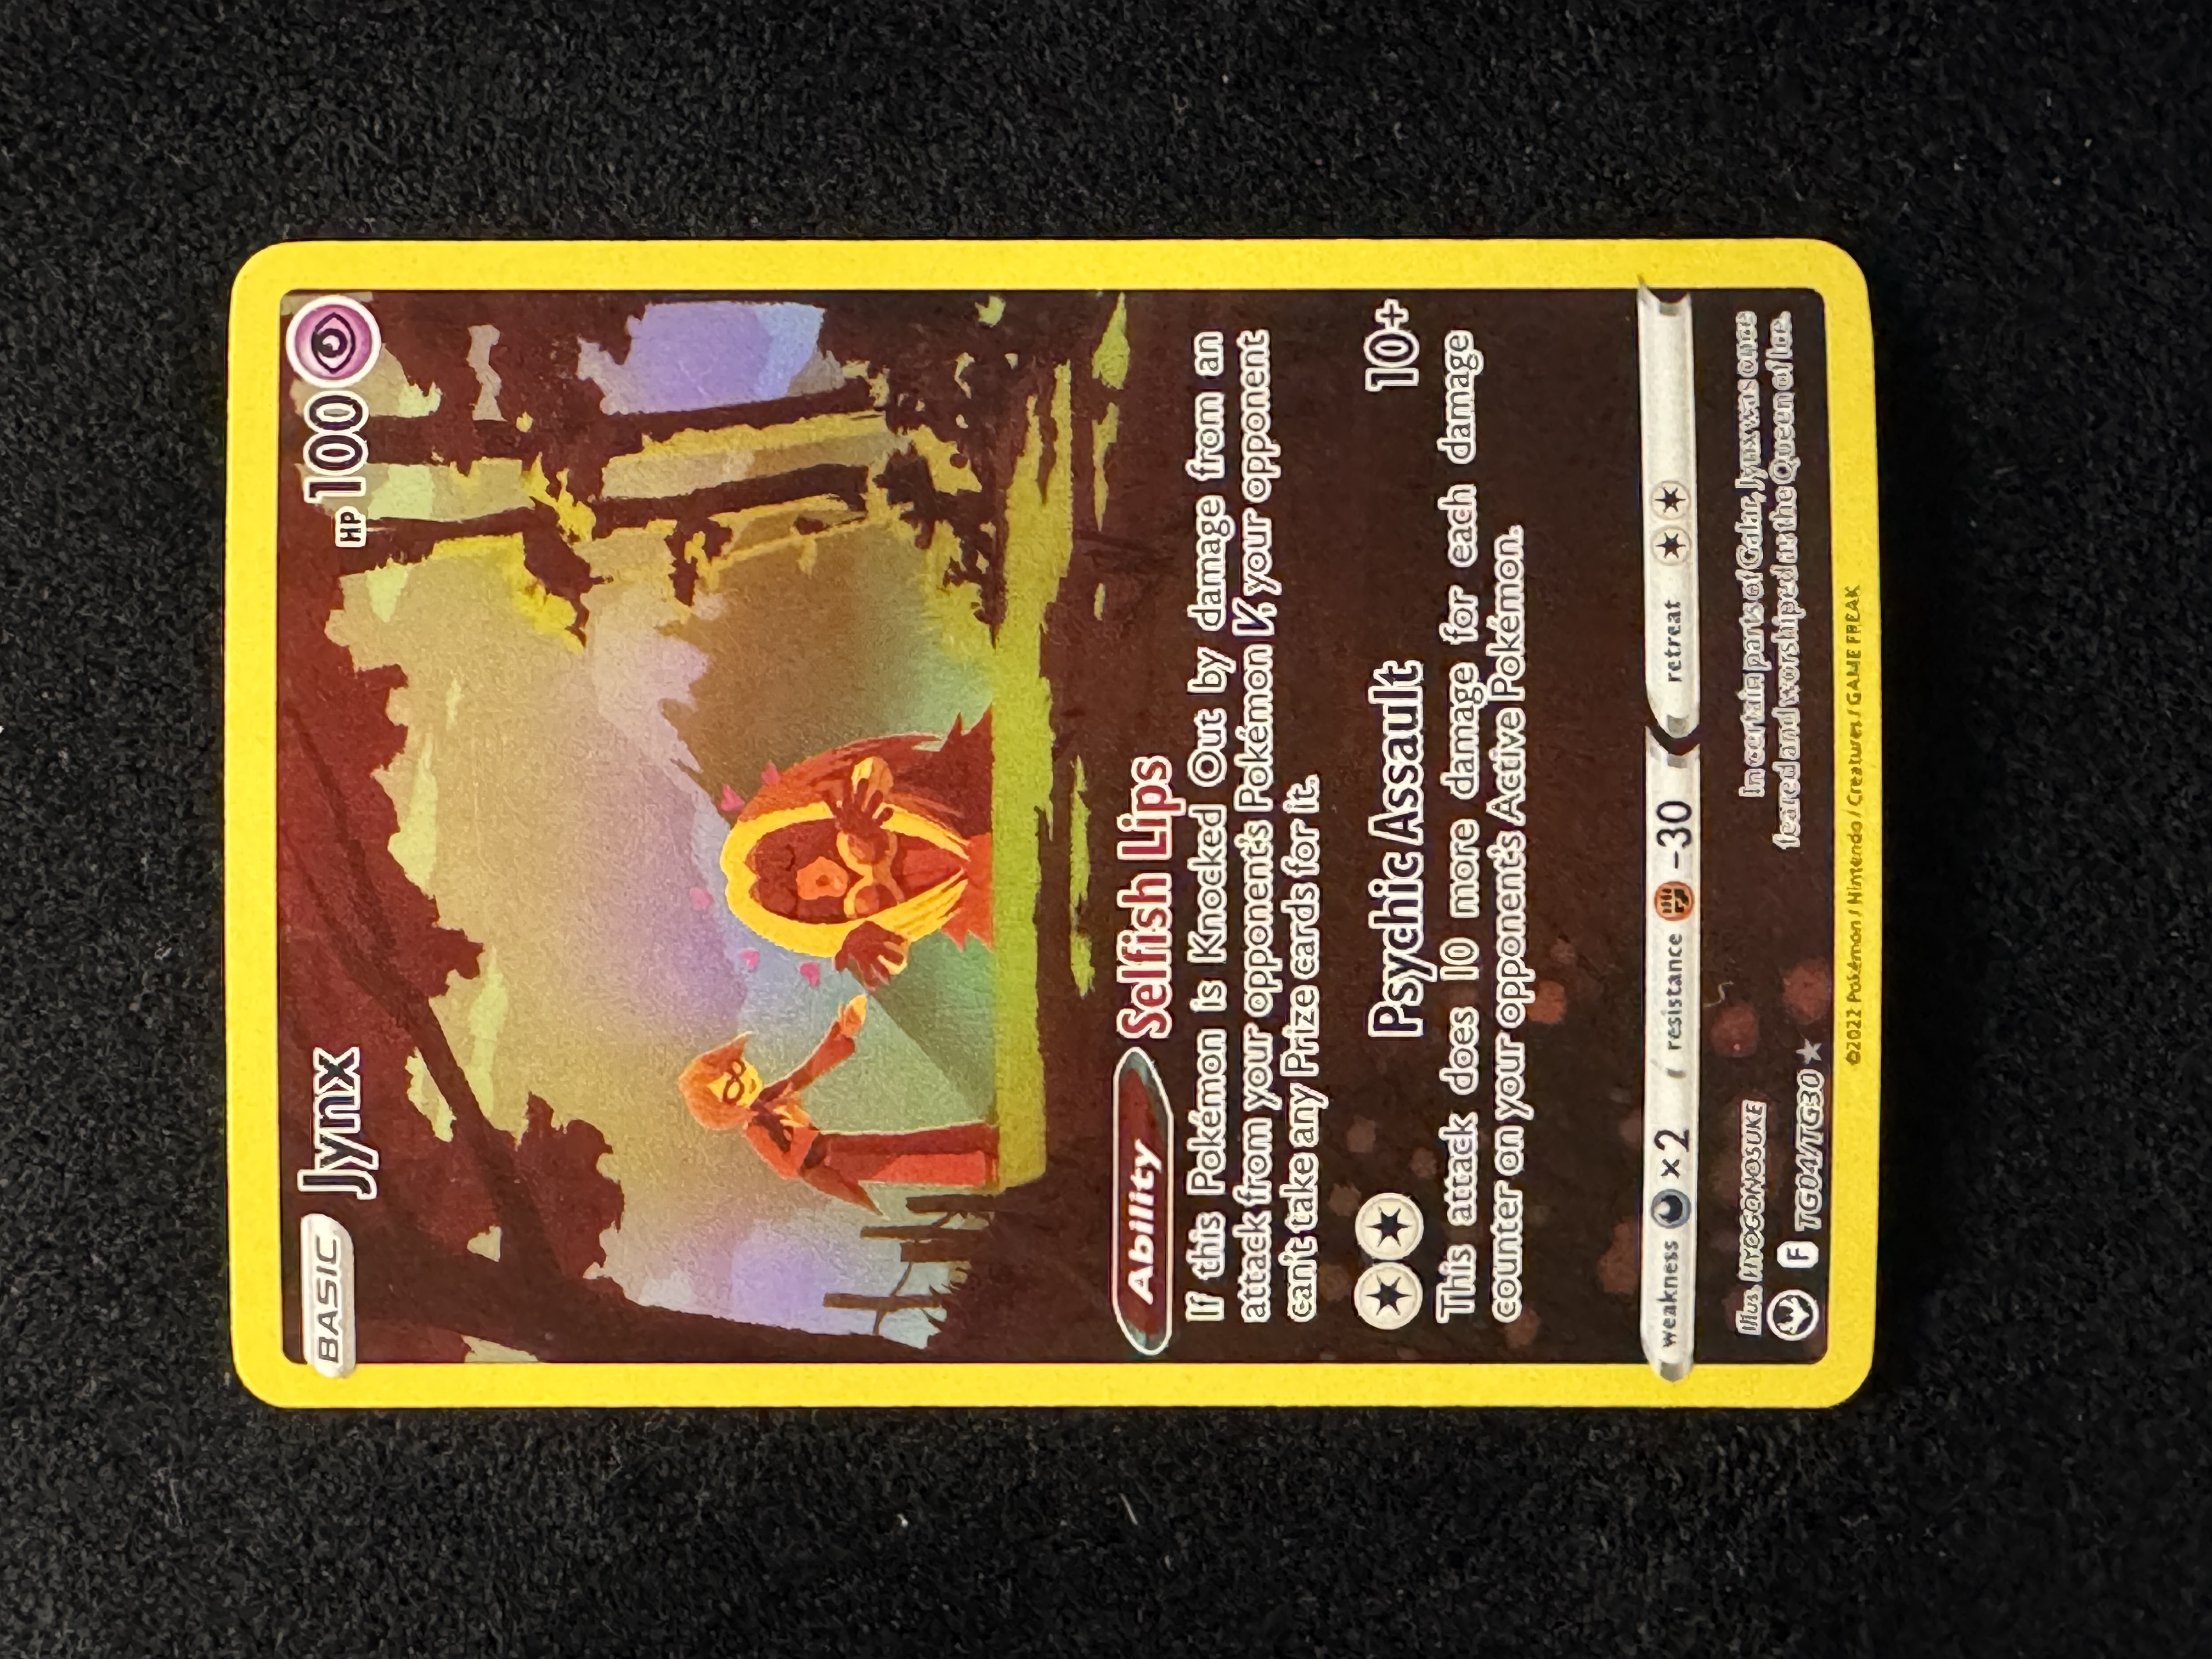 BASIC Jynx HP 100
Ability Selfish Lips
If this Pokémon is Knocked Out by damage from an
attack from your opponent's Pokémon V, your opponent
can't take any Prize cards for it.
Psychic Assault 10+
This attack does 10 more damage for each damage
counter on your opponent's Active Pokémon.
weakness ×2 resistance -30 retreat
Illus. HYOGONOSUKE
F TG04/TG30 ★
In certain parts of Galar, Jynx was once
feared and worshiped as the Queen of Ice.
©2022 Pokémon / Nintendo / Creatures / GAME FREAK